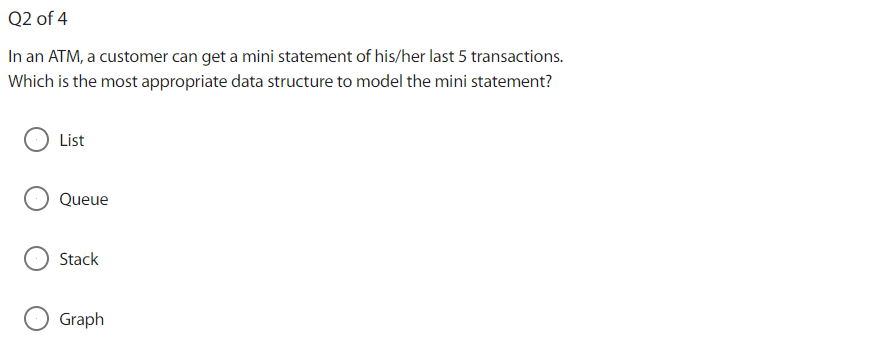 Q2 of 4
In an ATM, a customer can get a mini statement of his/her last 5 transactions.
Which is the most appropriate data structure to model the mini statement?
List
Queue
Stack
Graph